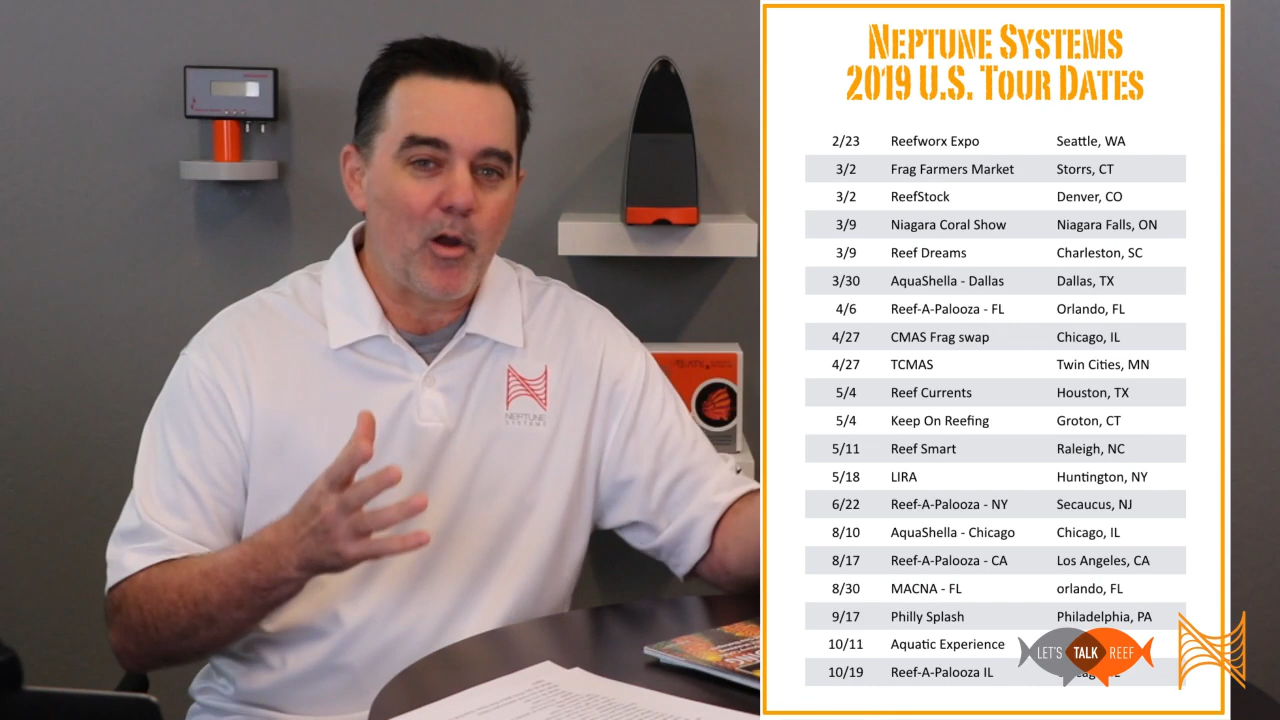 NEPTUNE SYSTEMS
2019 U.S. TOUR DATES
2/23 Reefworx Expo Seattle, WA
3/2 Frag Farmers Market Storrs, CT
3/2 ReefStock Denver, CO
3/9 Niagara Coral Show Niagara Falls, ON
3/9 Reef Dreams Charleston, SC
3/30 AquaShella - Dallas Dallas, TX
4/6 Reef-A-Palooza - FL Orlando, FL
4/27 CMAS Frag swap Chicago, IL
4/27 TCMAS Twin Cities, MN
5/4 Reef Currents Houston, TX
5/4 Keep On Reefing Groton, CT
5/11 Reef Smart Raleigh, NC
5/18 LIRA Huntington, NY
6/22 Reef-A-Palooza - NY Secaucus, NJ
8/10 AquaShella - Chicago Chicago, IL
8/17 Reef-A-Palooza - CA Los Angeles, CA
8/30 MACNA - FL orlando, FL
9/17 Philly Splash Philadelphia, PA
10/11 Aquatic Experience
10/19 Reef-A-Palooza IL
LET'S TALK REEF
NEPTUNE
SYSTEMS